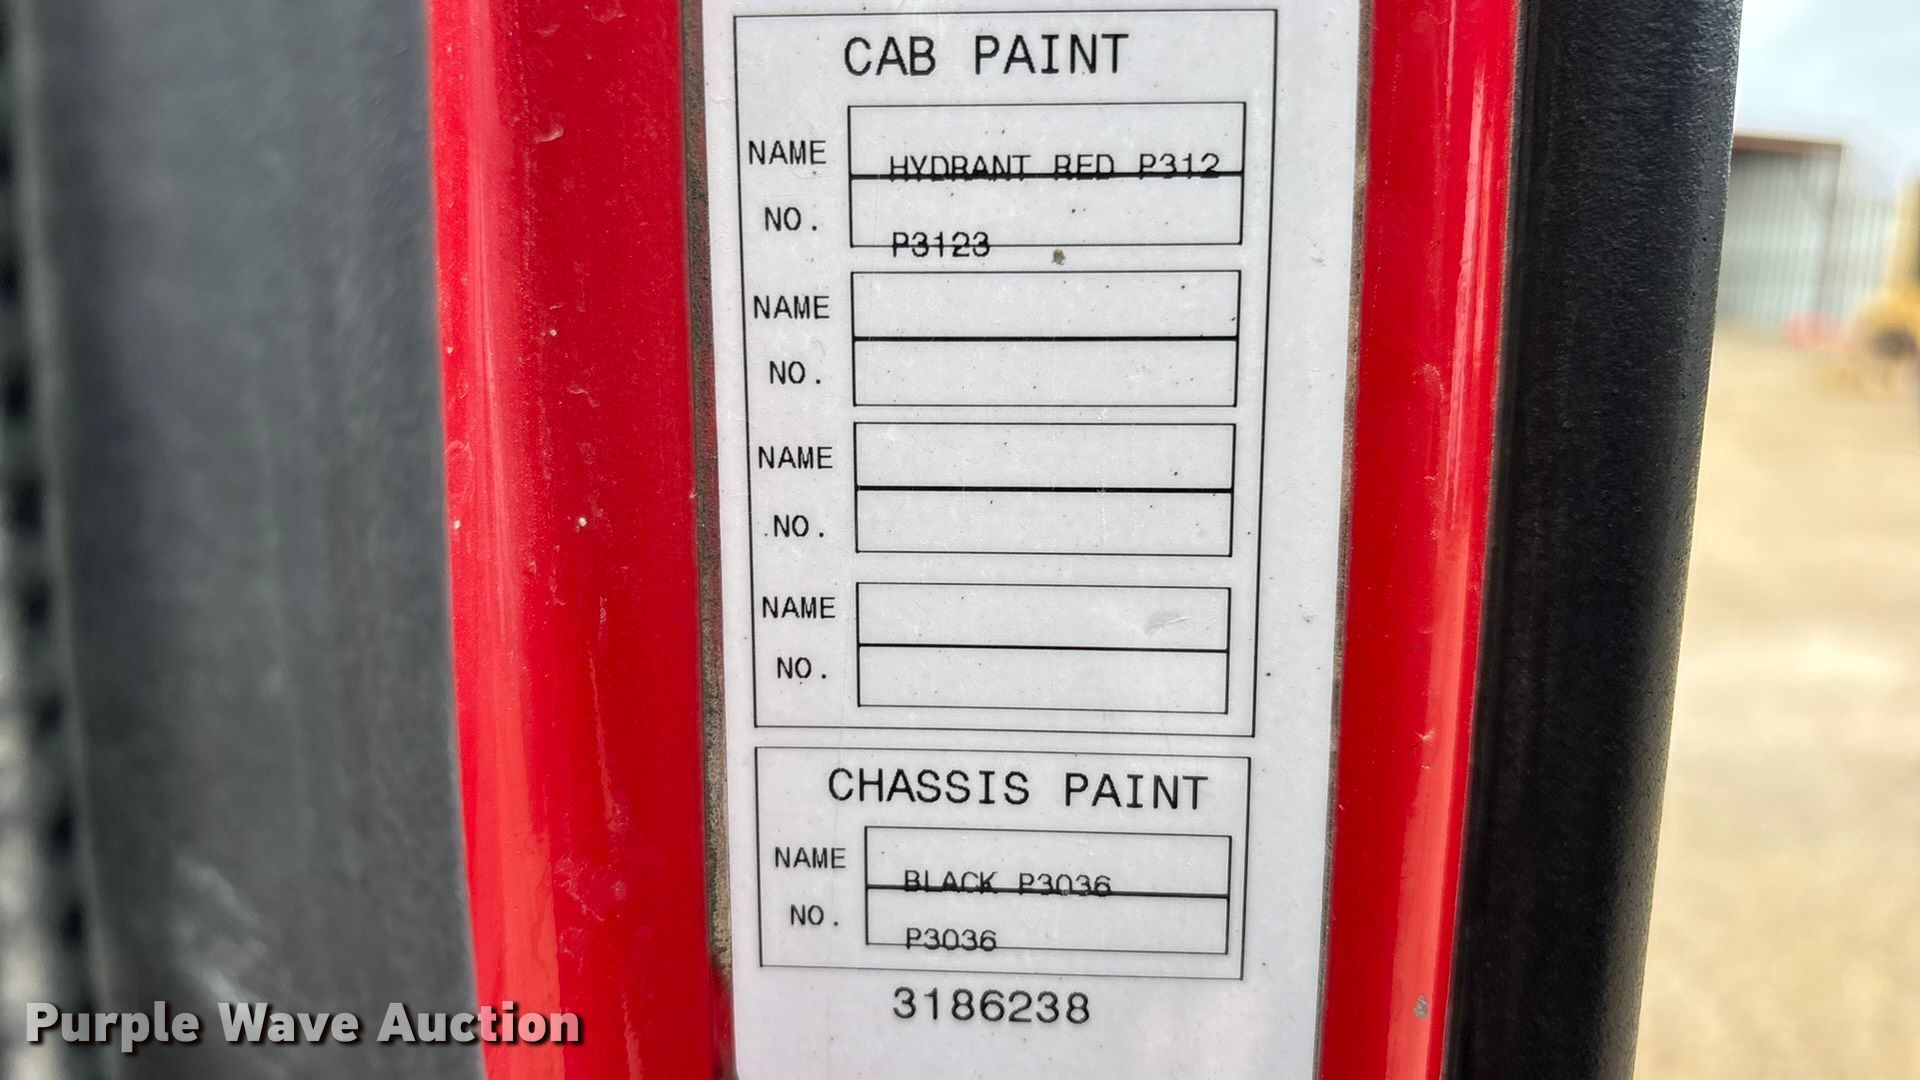 CAB PAINT
NAME HYDRANT RED P312
NO. P3123
NAME
NO.
NAME
NO.
NAME
NO.
CHASSIS PAINT
NAME BLACK P3036
NO. P3036
3186238
Purple Wave Auction